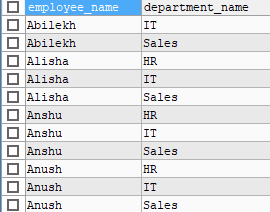 employee_name department_name
Abilekh IT
Abilekh Sales
Alisha HR
Alisha IT
Alisha Sales
Anshu HR
Anshu IT
Anshu Sales
Anush HR
Anush IT
Anush Sales